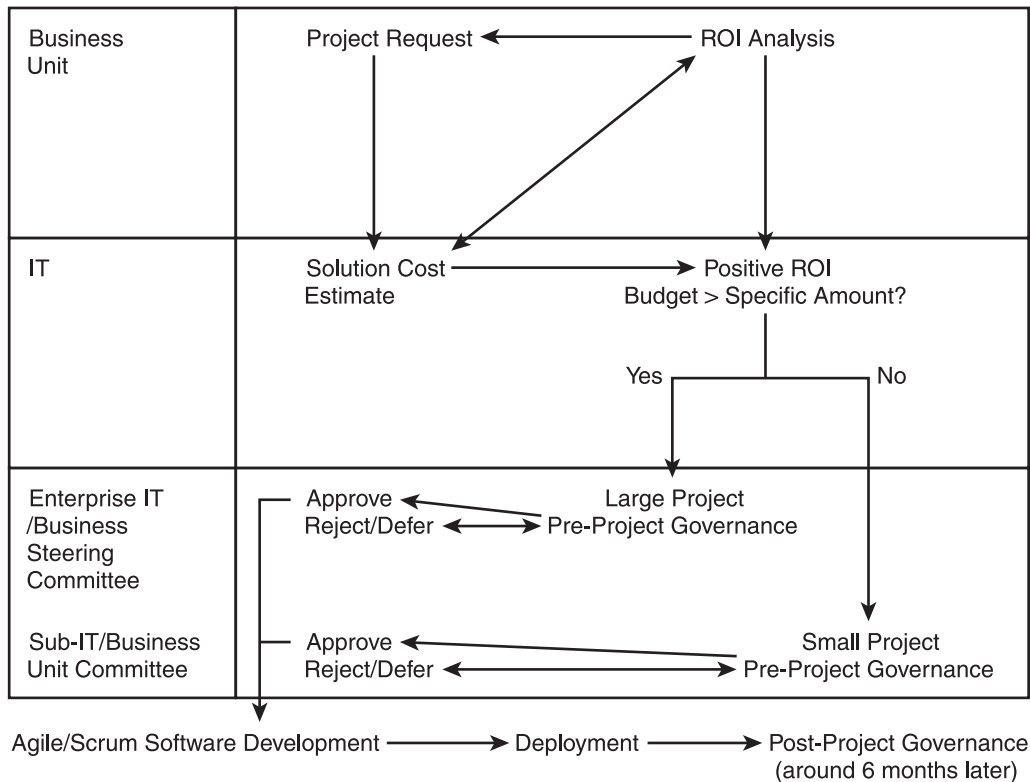 Business
Unit
Project Request
ROI Analysis
IT
Solution Cost
Estimate
Positive ROI
Budget > Specific Amount?
Yes
No
Enterprise IT
/Business
Steering
Committee
Approve
Reject/Defer
Large Project
Pre-Project Governance
Sub-IT/Business
Unit Committee
Approve
Reject/Defer
Small Project
Pre-Project Governance
Agile/Scrum Software Development
Deployment
Post-Project Governance
(around 6 months later)